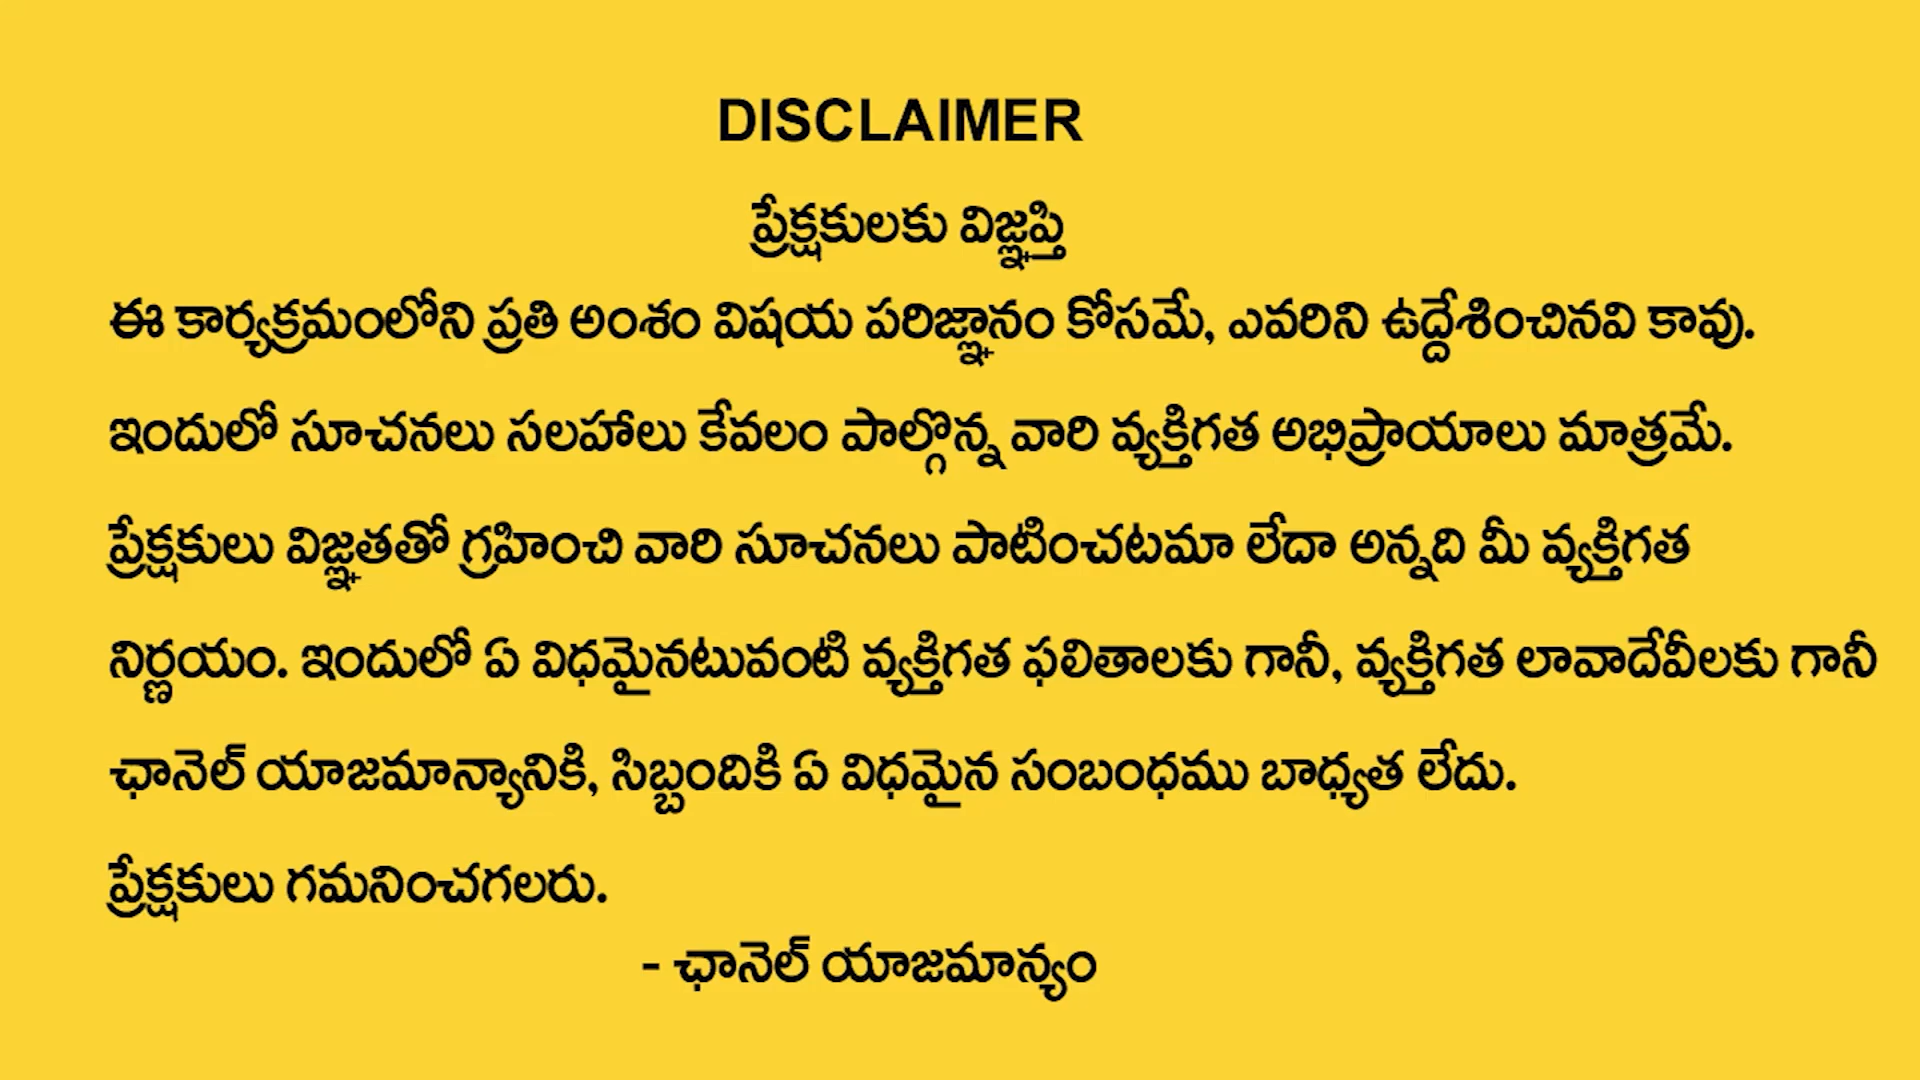 DISCLAIMER
ప్రేక్షకులకు విజ్ఞప్తి
ఈ కార్యక్రమంలోని ప్రతి అంశం విషయ పరిజ్ఞానం కోసమే, ఎవరిని ఉద్దేశించినవి కావు.
ఇందులో సూచనలు సలహాలు కేవలం పాల్గొన్న వారి వ్యక్తిగత అభిప్రాయాలు మాత్రమే.
ప్రేక్షకులు విజ్ఞతతో గ్రహించి వారి సూచనలు పాటించటమా లేదా అన్నది మీ వ్యక్తిగత
నిర్ణయం. ఇందులో ఏ విధమైనటువంటి వ్యక్తిగత ఫలితాలకు గానీ, వ్యక్తిగత లావాదేవీలకు గానీ
ఛానెల్ యాజమాన్యానికి, సిబ్బందికి ఏ విధమైన సంబంధము బాధ్యత లేదు.
ప్రేక్షకులు గమనించగలరు.
- ఛానెల్ యాజమాన్యం